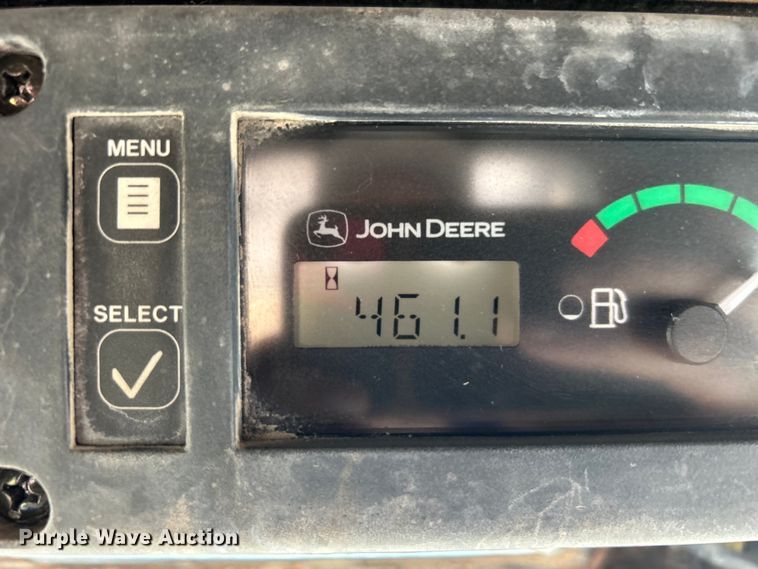 MENU
JOHN DEERE
461.1
SELECT
Purple Wave Auction